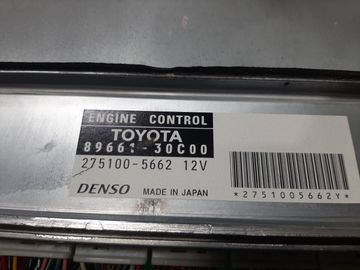 ENGINE CONTROL
TOYOTA
89661-30C00
275100-5662 12V
DENSO MADE IN JAPAN
*2751005662Y*